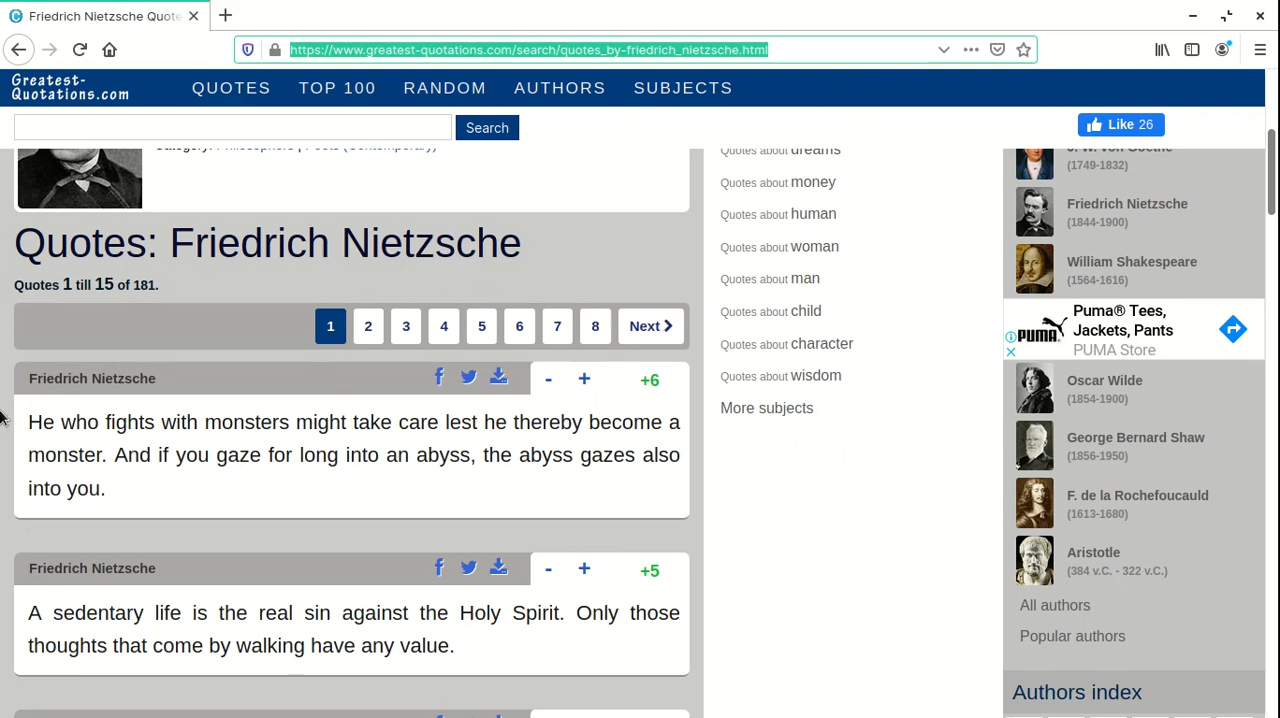 Friedrich Nietzsche Quote
https://www.greatest-quotations.com/search/quotes_by-friedrich_nietzsche.html
Greatest-
Quotations.com
QUOTES
TOP 100
RANDOM
AUTHORS
SUBJECTS
Search
Like 26
Quotes: Friedrich Nietzsche
Quotes 1 till 15 of 181.
1 2 3 4 5 6 7 8 Next
Friedrich Nietzsche
- + +6
He who fights with monsters might take care lest he thereby become a
monster. And if you gaze for long into an abyss, the abyss gazes also
into you.
Friedrich Nietzsche
- + +5
A sedentary life is the real sin against the Holy Spirit. Only those
thoughts that come by walking have any value.
Quotes about dreams
Quotes about money
Quotes about human
Quotes about woman
Quotes about man
Quotes about child
Quotes about character
Quotes about wisdom
More subjects
J. W. von Goethe
(1749-1832)
Friedrich Nietzsche
(1844-1900)
William Shakespeare
(1564-1616)
PUMA
Puma® Tees,
Jackets, Pants
PUMA Store
Oscar Wilde
(1854-1900)
George Bernard Shaw
(1856-1950)
F. de la Rochefoucauld
(1613-1680)
Aristotle
(384 v.C. - 322 v.C.)
All authors
Popular authors
Authors index